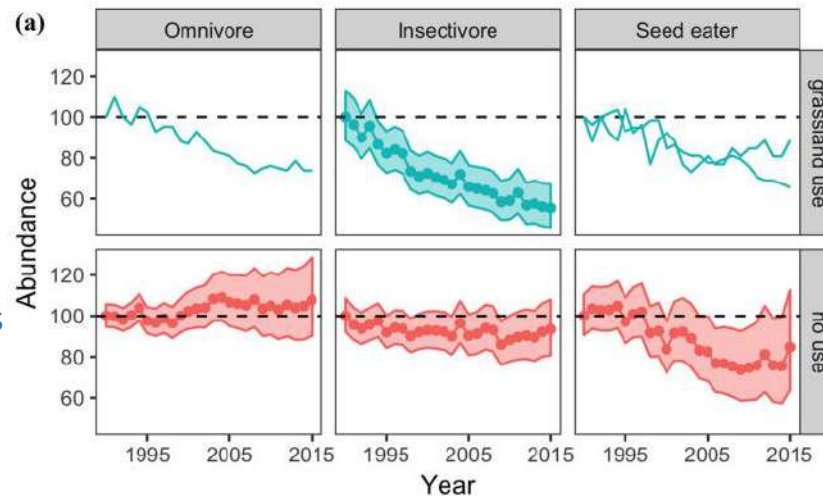 (a)
Omnivore
Insectivore
Seed eater
120
100
80
60
grassland use
120
100
80
60
no use
Abundance
1995
2005
2015
1995
2005
2015
1995
2005
2015
Year